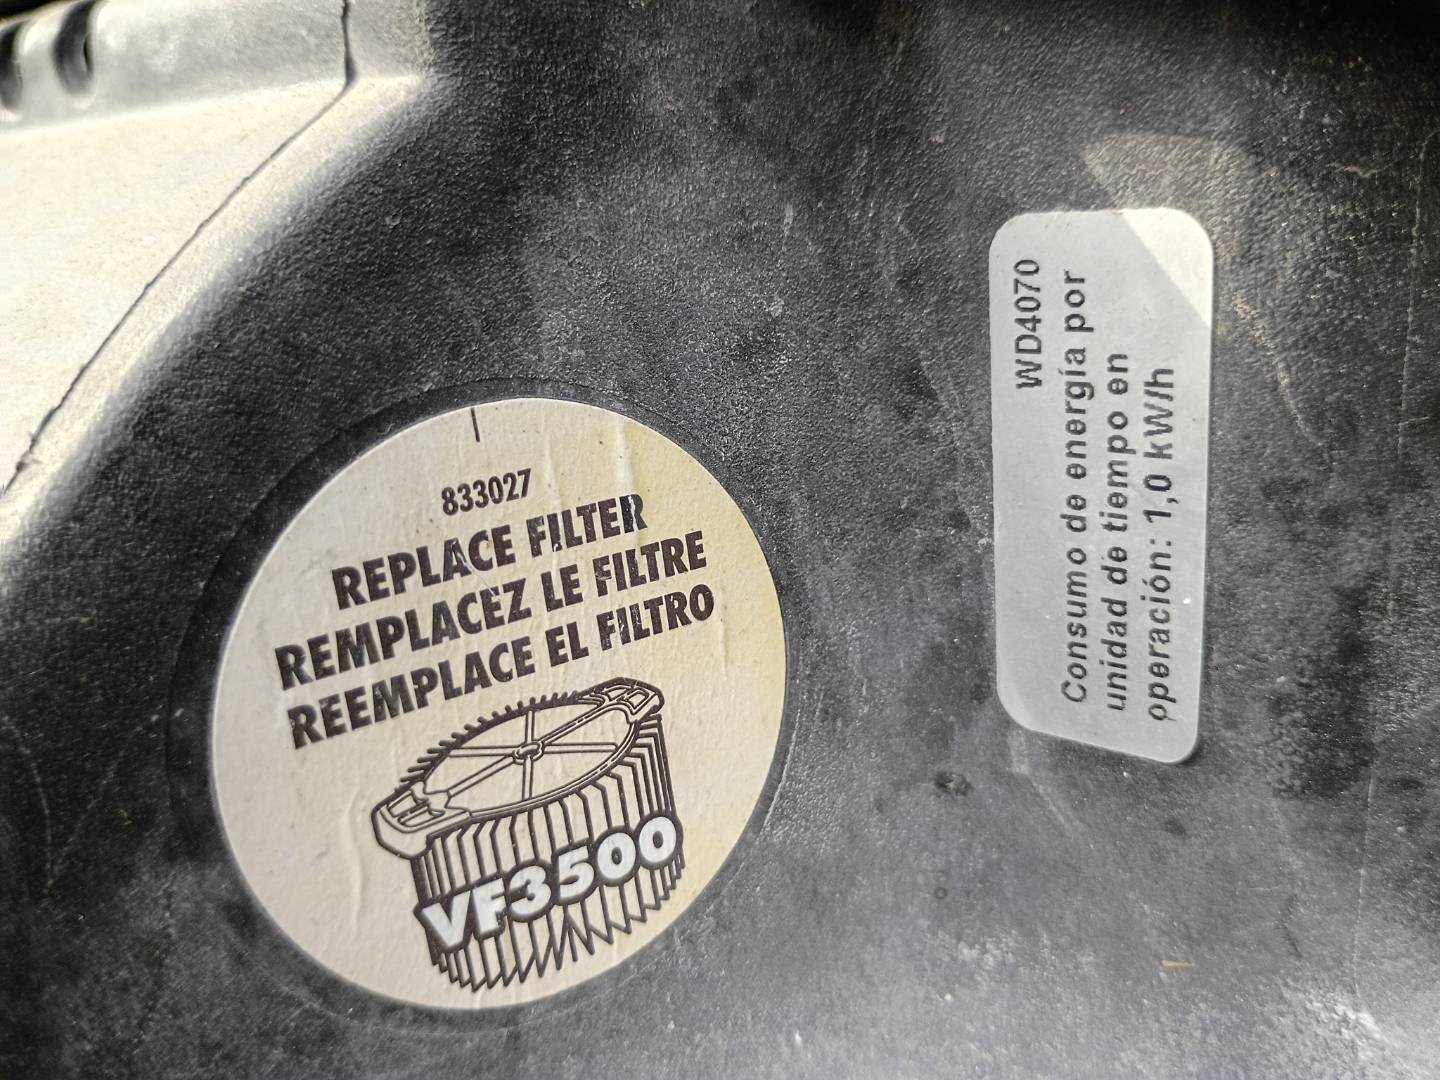 833027
REPLACE FILTER
REMPLACEZ LE FILTRE
REEMPLACE EL FILTRO
VF3500
WD4070
Consumo de energía por
unidad de tiempo en
operación: 1,0 kWh